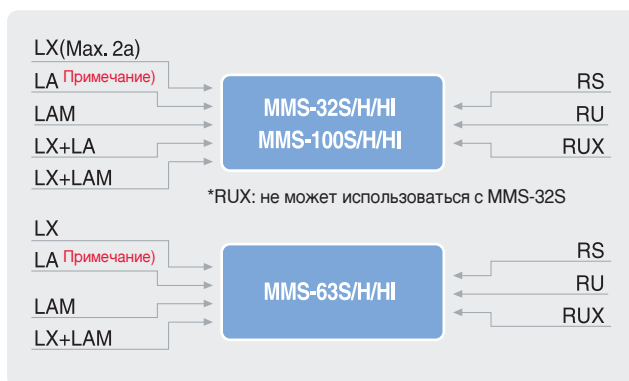 LX(Max. 2a)
LA Примечание)
LAM
LX+LA
LX+LAM
MMS-32S/H/HI
MMS-100S/H/HI
RS
RU
RUX
*RUX: не может использоваться с MMS-32S
LX
LA Примечание)
LAM
LX+LAM
MMS-63S/H/HI
RS
RU
RUX